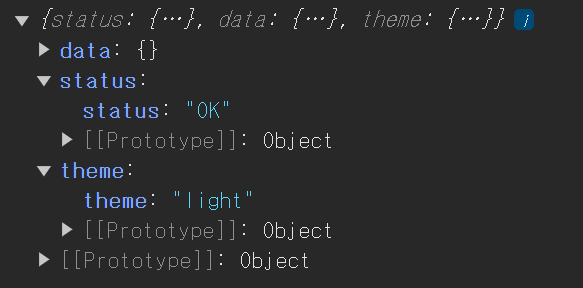 ▼ {status: {…}, data: {…}, theme: {…}} i
▶ data: {}
▼ status:
status: "OK"
▶ [[Prototype]]: Object
▼ theme:
theme: "light"
▶ [[Prototype]]: Object
▶ [[Prototype]]: Object